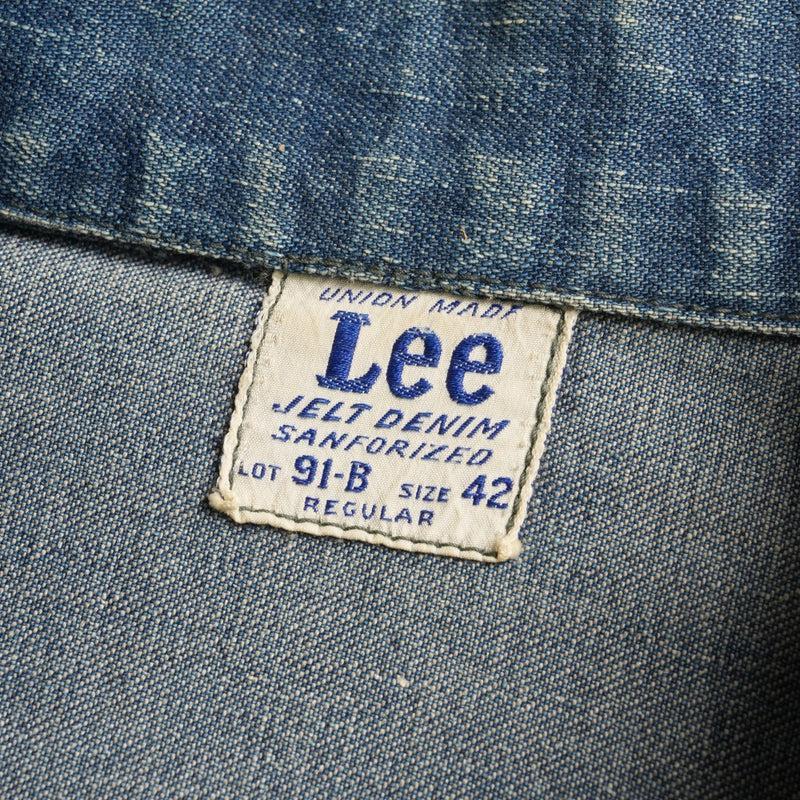 UNION MADE
Lee
JELT DENIM
SANFORIZED
LOT 91-B SIZE 42
REGULAR